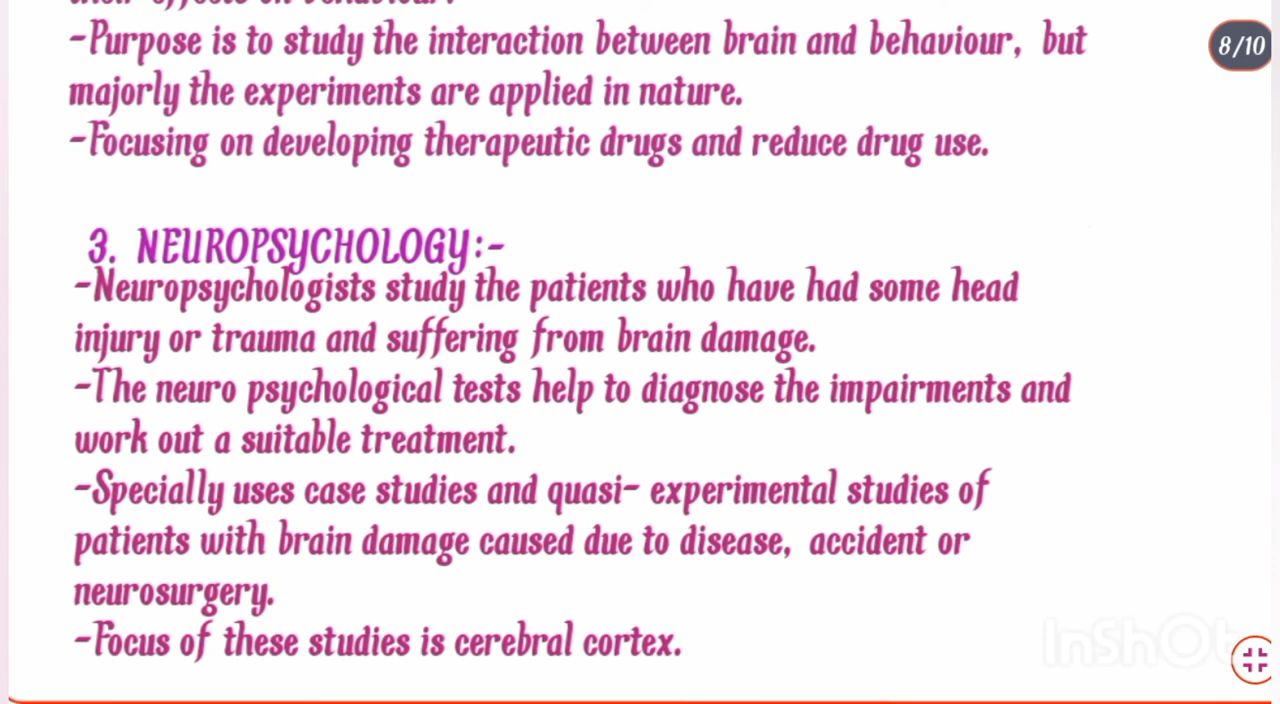 their effects on behaviour.
-Purpose is to study the interaction between brain and behaviour, but
8/10
majorly the experiments are applied in nature.
-Focusing on developing therapeutic drugs and reduce drug use.
3. NEUROPSYCHOLOGY:-
-Neuropsychologists study the patients who have had some head
injury or trauma and suffering from brain damage.
-The neuro psychological tests help to diagnose the impairments and
work out a suitable treatment.
-Specially uses case studies and quasi- experimental studies of
patients with brain damage caused due to disease, accident or
neurosurgery.
-Focus of these studies is cerebral cortex.
InShOt